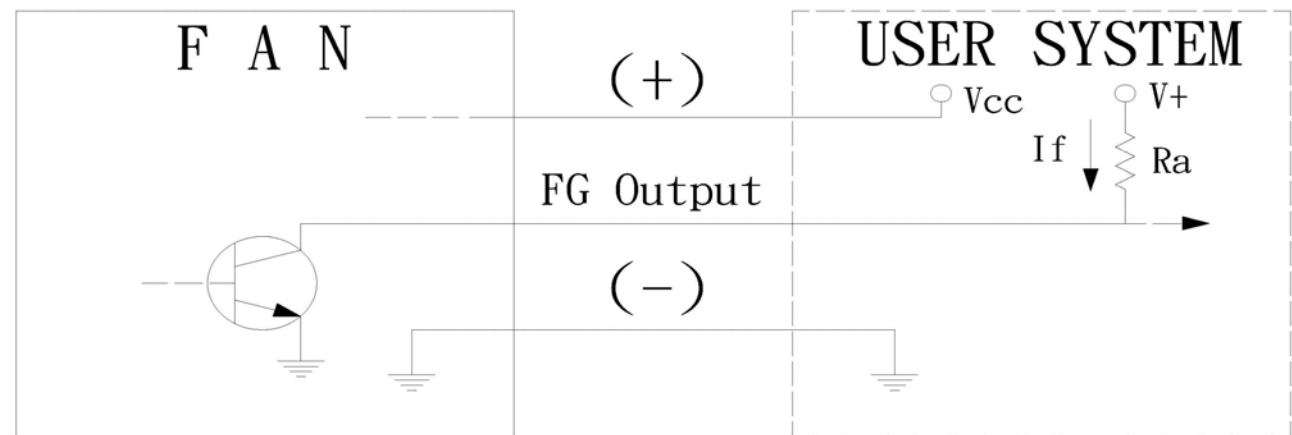 F A N
USER SYSTEM
(+)
Vcc
V+
If
Ra
FG Output
(-)